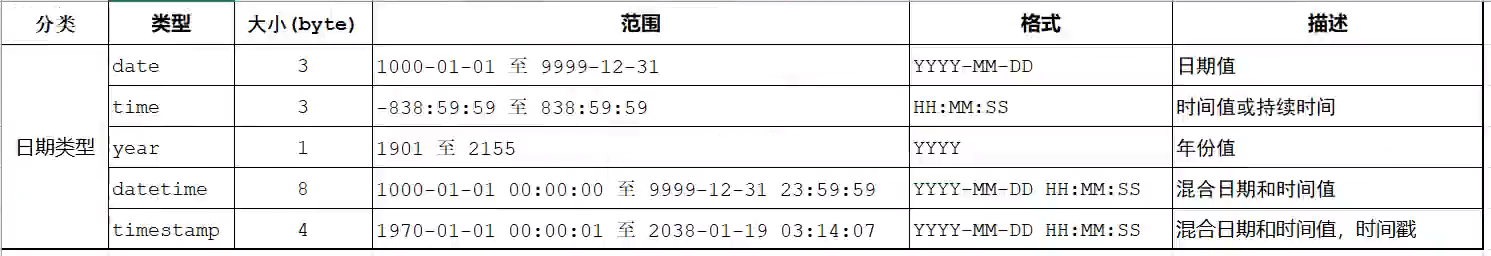 分类 类型 大小(byte) 范围 格式 描述
date 3 1000-01-01 至 9999-12-31 YYYY-MM-DD 日期值
time 3 -838:59:59 至 838:59:59 HH:MM:SS 时间值或持续时间
日期类型 year 1 1901 至 2155 YYYY 年份值
datetime 8 1000-01-01 00:00:00 至 9999-12-31 23:59:59 YYYY-MM-DD HH:MM:SS 混合日期和时间值
timestamp 4 1970-01-01 00:00:01 至 2038-01-19 03:14:07 YYYY-MM-DD HH:MM:SS 混合日期和时间值，时间戳